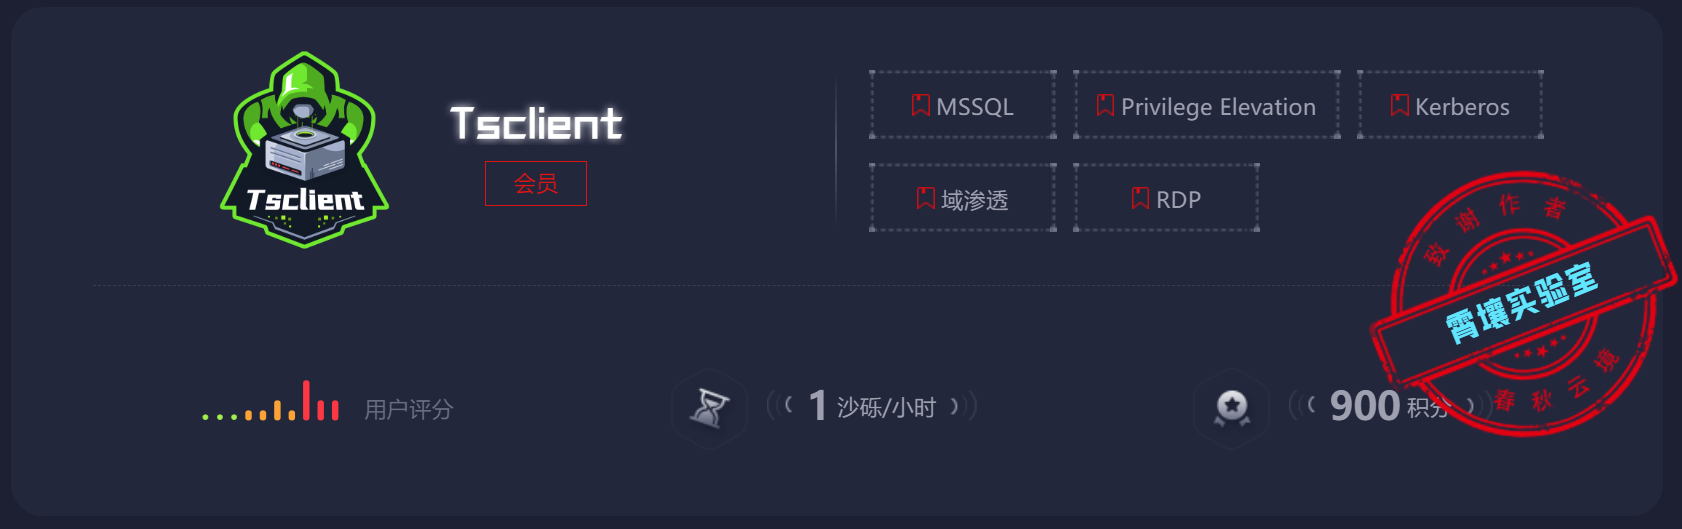 Tsclient
Tsclient
会员
MSSQL
Privilege Elevation
Kerberos
域渗透
RDP
致谢作者
霄壤实验室
春秋云境
用户评分
1 沙砾/小时
900 积分